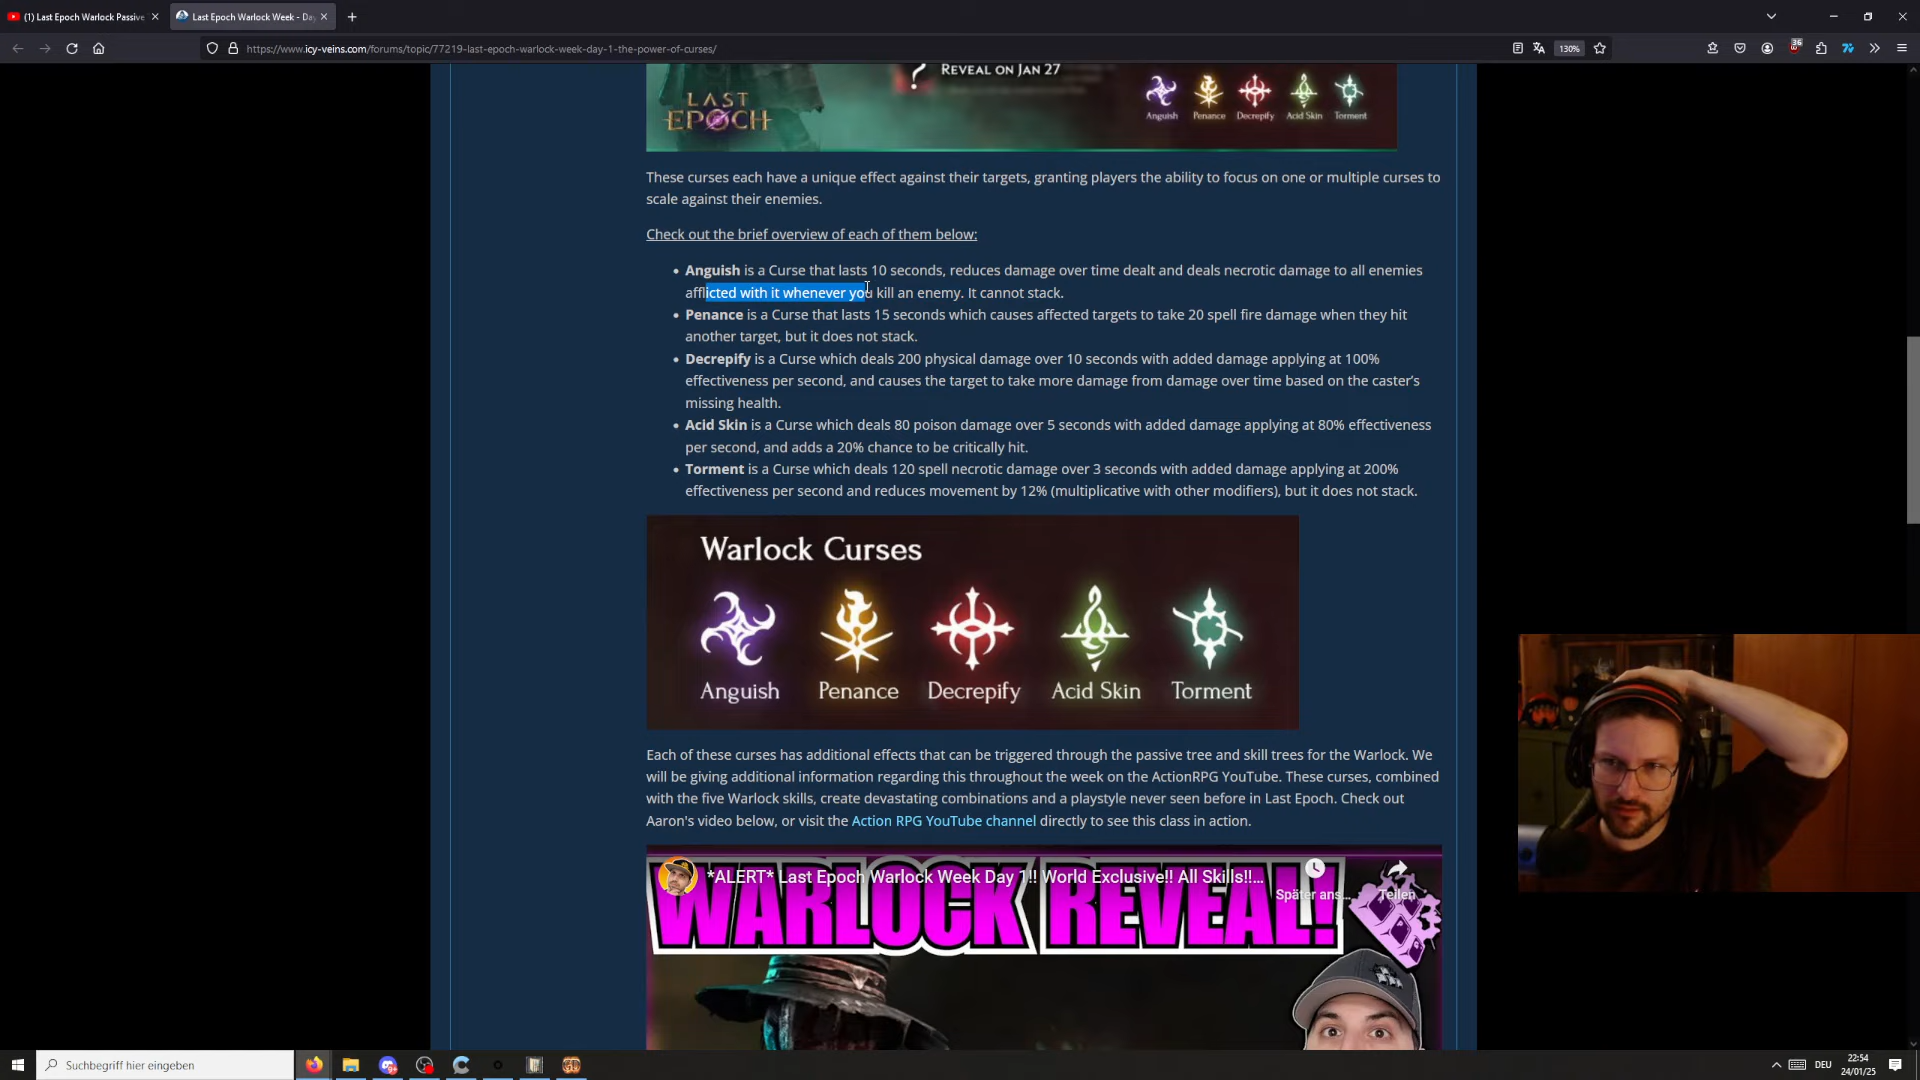 (1) Last Epoch Warlock Passive
Last Epoch Warlock Week - Day
https://www.icy-veins.com/forums/topic/77219-last-epoch-warlock-week-day-1-the-power-of-curses/
130%
36
REVEAL ON JAN 27
LAST
EPOCH
Anguish Penance Decrepify Acid Skin Torment
These curses each have a unique effect against their targets, granting players the ability to focus on one or multiple curses to
scale against their enemies.
Check out the brief overview of each of them below:
Anguish is a Curse that lasts 10 seconds, reduces damage over time dealt and deals necrotic damage to all enemies
afflicted with it whenever you kill an enemy. It cannot stack.
Penance is a Curse that lasts 15 seconds which causes affected targets to take 20 spell fire damage when they hit
another target, but it does not stack.
Decrepify is a Curse which deals 200 physical damage over 10 seconds with added damage applying at 100%
effectiveness per second, and causes the target to take more damage from damage over time based on the caster's
missing health.
Acid Skin is a Curse which deals 80 poison damage over 5 seconds with added damage applying at 80% effectiveness
per second, and adds a 20% chance to be critically hit.
Torment is a Curse which deals 120 spell necrotic damage over 3 seconds with added damage applying at 200%
effectiveness per second and reduces movement by 12% (multiplicative with other modifiers), but it does not stack.
Warlock Curses
Anguish Penance Decrepify Acid Skin Torment
Each of these curses has additional effects that can be triggered through the passive tree and skill trees for the Warlock. We
will be giving additional information regarding this throughout the week on the ActionRPG YouTube. These curses, combined
with the five Warlock skills, create devastating combinations and a playstyle never seen before in Last Epoch. Check out
Aaron's video below, or visit the Action RPG YouTube channel directly to see this class in action.
*ALERT* Last Epoch Warlock Week Day 1!! World Exclusive!! All Skills!!...
Später ans...
Teilen
WARLOCK REVEAL!
Suchbegriff hier eingeben
DEU
22:54
24/01/25